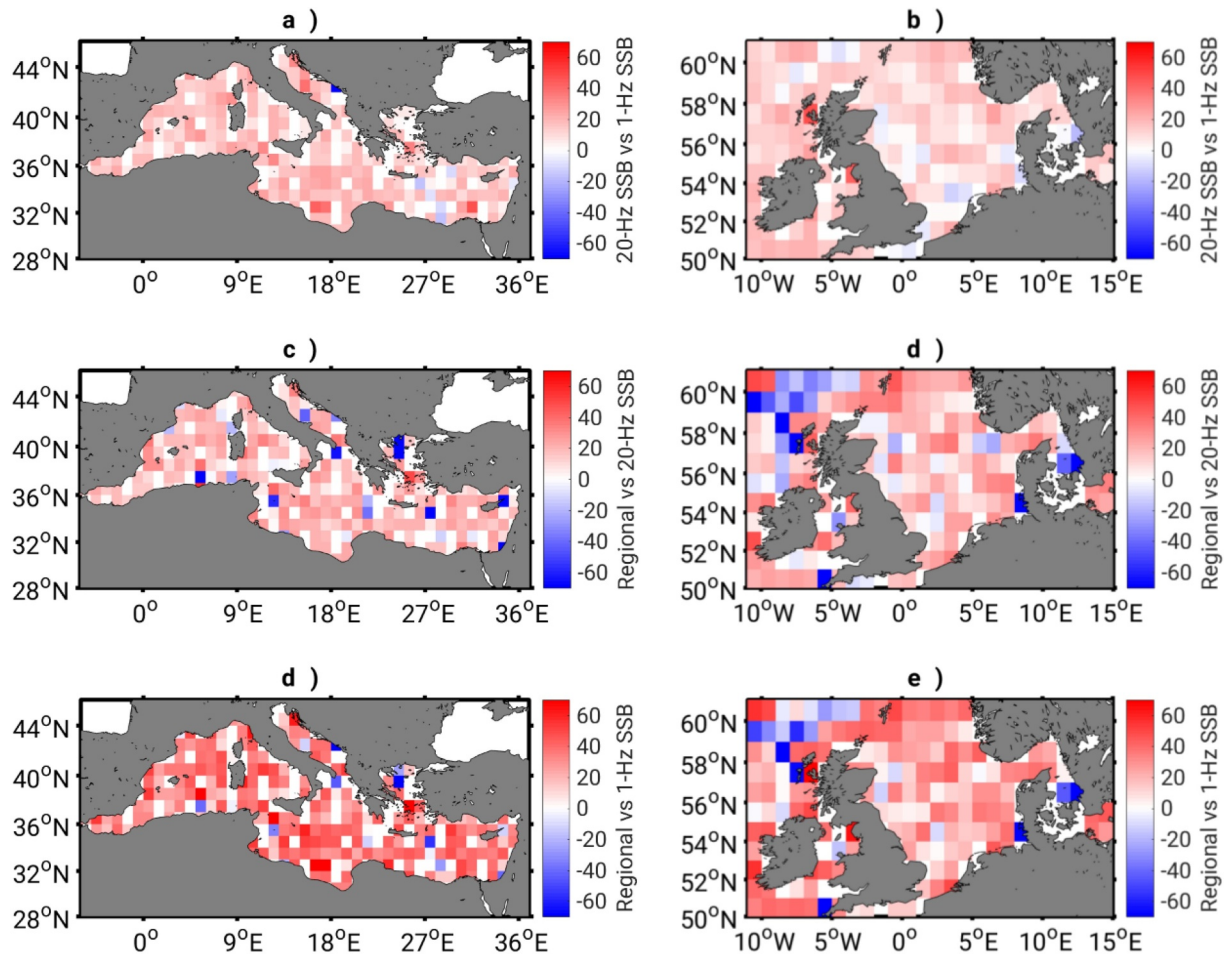 a )
44°N
40°N
36°N
32°N
28°N
0°
9°E
18°E
27°E
36°E
60
40
20
0
-20
-40
-60
20-Hz SSB vs 1-Hz SSB
b )
60°N
58°N
56°N
54°N
52°N
50°N
10°W
5°W
0°
5°E
10°E
15°E
60
40
20
0
-20
-40
-60
20-Hz SSB vs 1-Hz SSB
c )
44°N
40°N
36°N
32°N
28°N
0°
9°E
18°E
27°E
36°E
60
40
20
0
-20
-40
-60
Regional vs 20-Hz SSB
d )
60°N
58°N
56°N
54°N
52°N
50°N
10°W
5°W
0°
5°E
10°E
15°E
60
40
20
0
-20
-40
-60
Regional vs 20-Hz SSB
d )
44°N
40°N
36°N
32°N
28°N
0°
9°E
18°E
27°E
36°E
60
40
20
0
-20
-40
-60
Regional vs 1-Hz SSB
e )
60°N
58°N
56°N
54°N
52°N
50°N
10°W
5°W
0°
5°E
10°E
15°E
60
40
20
0
-20
-40
-60
Regional vs 1-Hz SSB